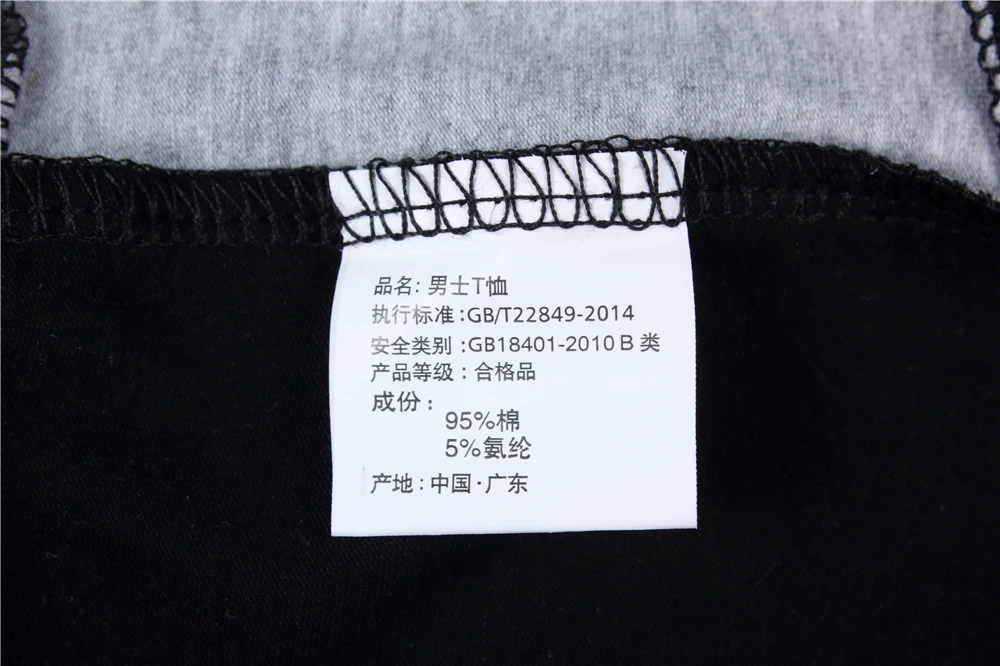 品名: 男士T恤
执行标准:GB/T22849-2014
安全类别:GB18401-2010 B 类
产品等级: 合格品
成份:
95%棉
5%氨纶
产地: 中国·广东